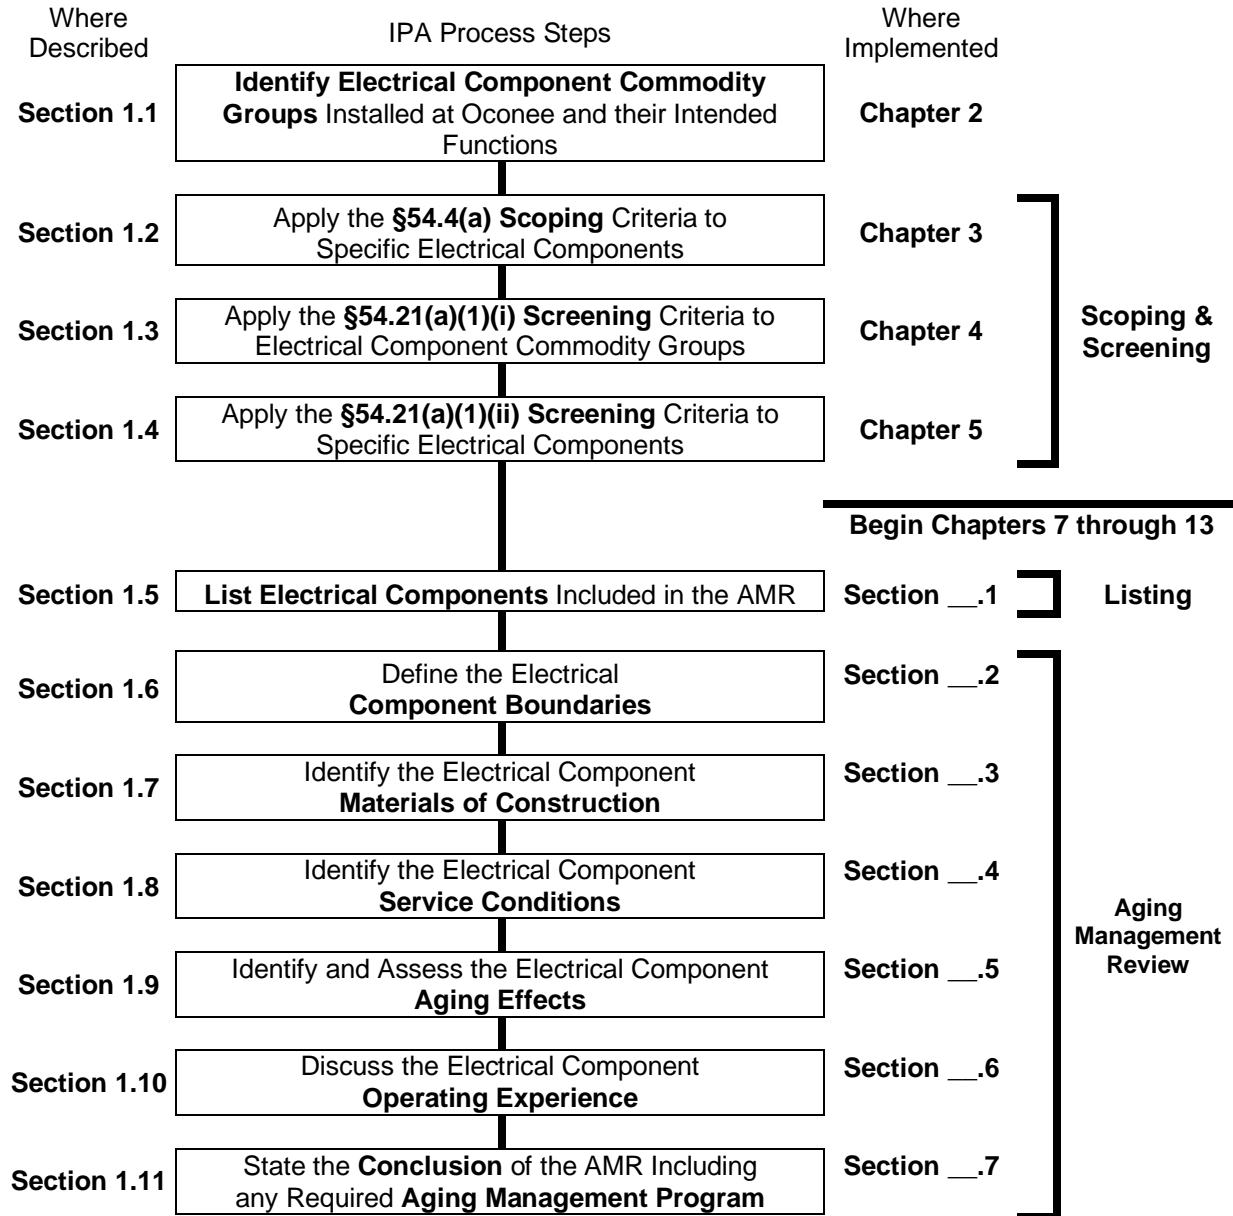 Where
Described
IPA Process Steps
Where
Implemented
Section 1.1
Identify Electrical Component Commodity
Groups Installed at Oconee and their Intended
Functions
Chapter 2
Section 1.2
Apply the §54.4(a) Scoping Criteria to
Specific Electrical Components
Chapter 3
Section 1.3
Apply the §54.21(a)(1)(i) Screening Criteria to
Electrical Component Commodity Groups
Chapter 4
Scoping &
Screening
Section 1.4
Apply the §54.21(a)(1)(ii) Screening Criteria to
Specific Electrical Components
Chapter 5
Begin Chapters 7 through 13
Section 1.5
List Electrical Components Included in the AMR
Section __.1
Listing
Section 1.6
Define the Electrical
Component Boundaries
Section __.2
Section 1.7
Identify the Electrical Component
Materials of Construction
Section __.3
Section 1.8
Identify the Electrical Component
Service Conditions
Section __.4
Aging
Management
Review
Section 1.9
Identify and Assess the Electrical Component
Aging Effects
Section __.5
Section 1.10
Discuss the Electrical Component
Operating Experience
Section __.6
Section 1.11
State the Conclusion of the AMR Including
any Required Aging Management Program
Section __.7